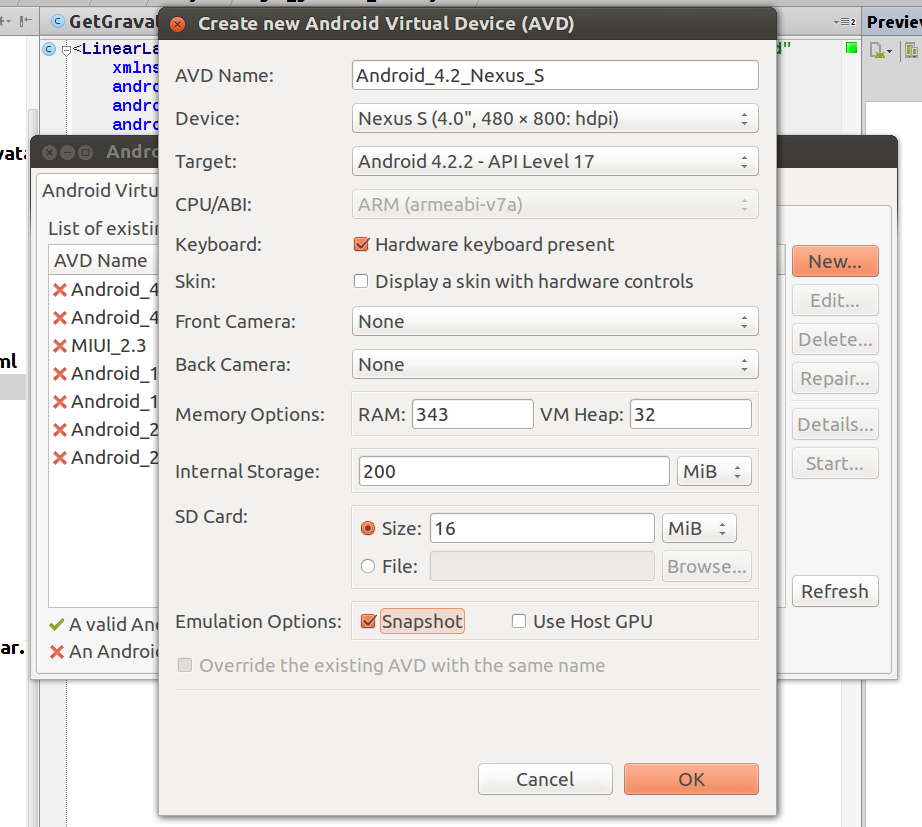 GetGrava
Create new Android Virtual Device (AVD)
Preview
<LinearLa
d"
xmlns
andro
andro
andro
AVD Name: Android_4.2_Nexus_S
Device: Nexus S (4.0", 480 × 800: hdpi)
Target: Android 4.2.2 - API Level 17
CPU/ABI: ARM (armeabi-v7a)
Keyboard: Hardware keyboard present
Skin: Display a skin with hardware controls
Front Camera: None
Back Camera: None
Memory Options: RAM: 343 VM Heap: 32
Internal Storage: 200 MiB
SD Card: Size: 16 MiB
File: Browse...
Emulation Options: Snapshot Use Host GPU
Override the existing AVD with the same name
Cancel OK
Andro
Android Virtu
List of existin
AVD Name
Android_4
Android_4
MIUI_2.3
Android_1
Android_1
Android_2
Android_2
A valid And
An Androi
New...
Edit...
Delete...
Repair...
Details...
Start...
Refresh
vata
ml
ar.